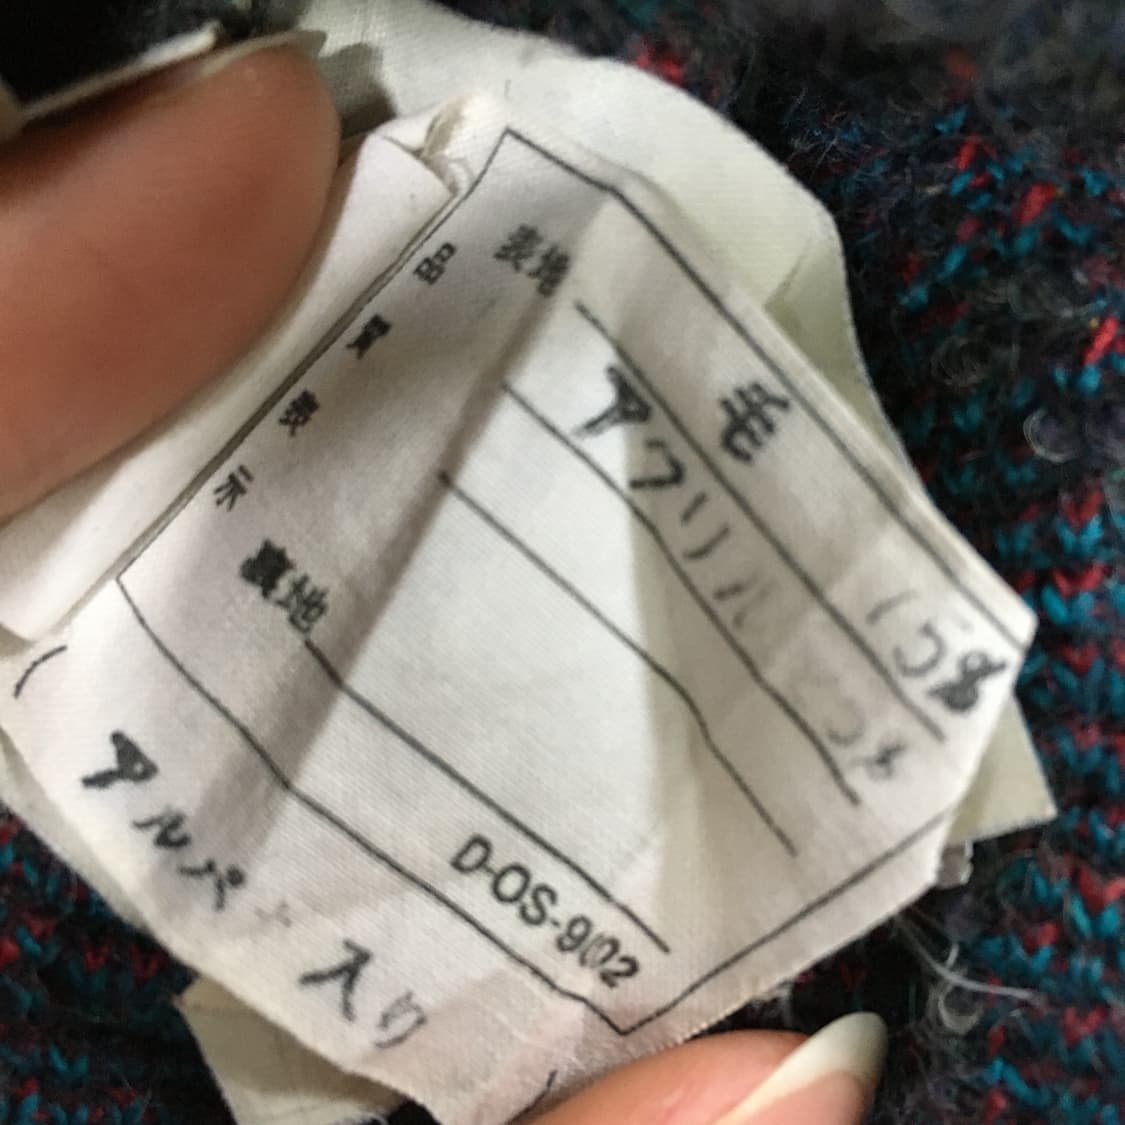 品質表示
表地
毛
アクリル
裏地
D-OS-9002
(アルパカ入り)